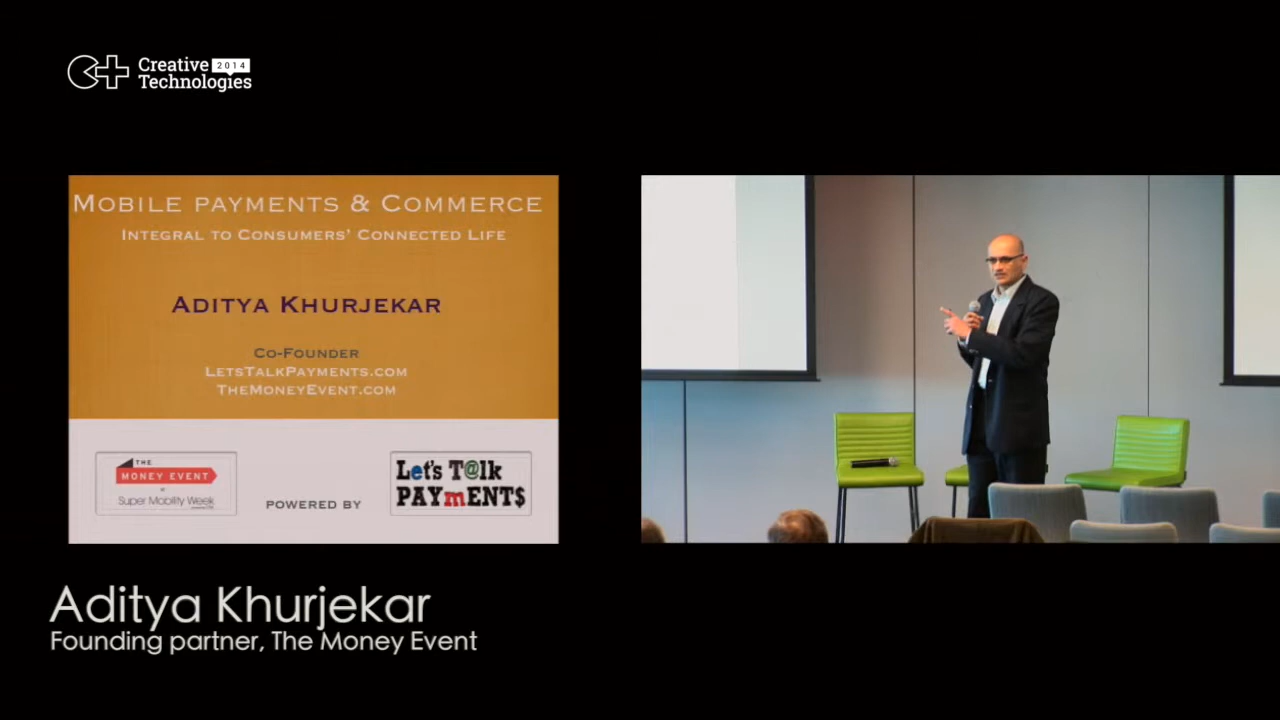 Creative 2014
Technologies
MOBILE PAYMENTS & COMMERCE
INTEGRAL TO CONSUMERS' CONNECTED LIFE
ADITYA KHURJEKAR
CO-FOUNDER
LETSTALKPAYMENTS.COM
THEMONEYEVENT.COM
THE
MONEY EVENT
Super Mobility Week
POWERED BY
Let's T@lk
PAYmENT$
Aditya Khurjekar
Founding partner, The Money Event